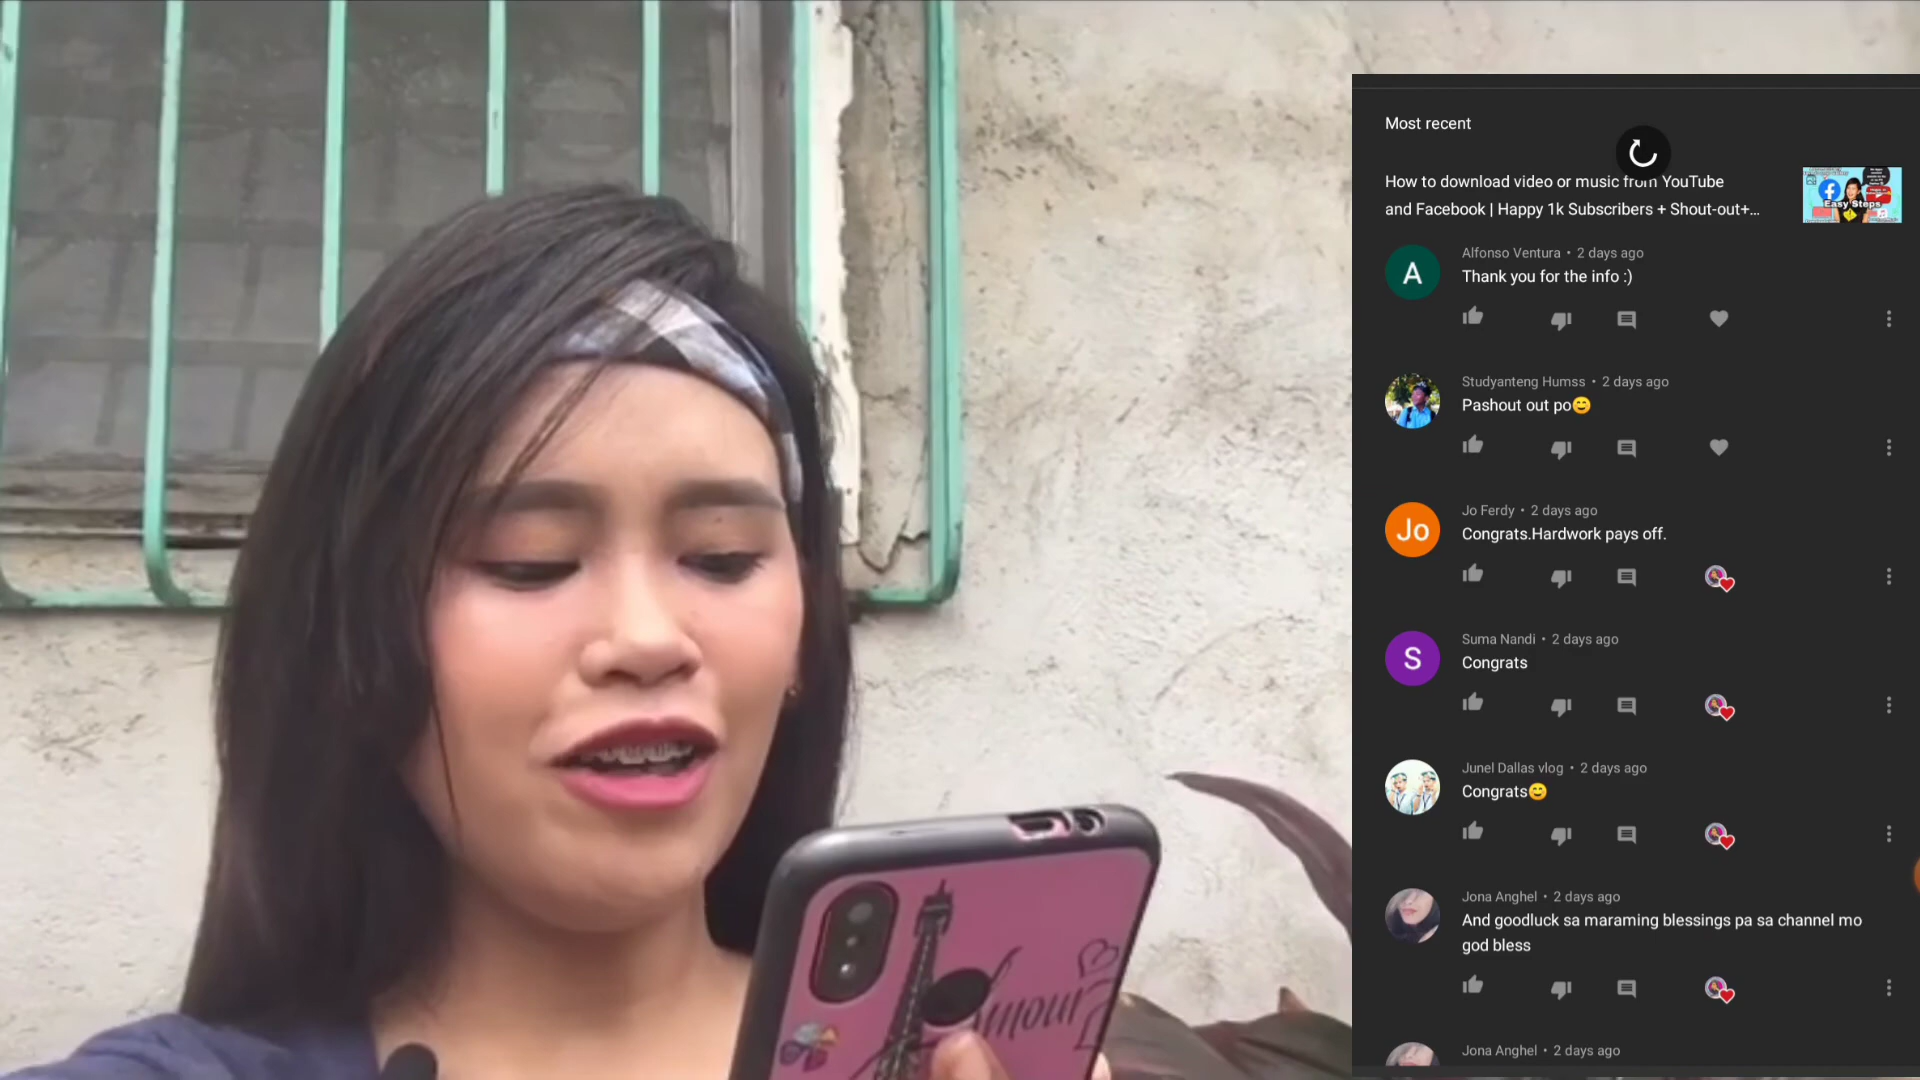 Most recent
How to download video or music from YouTube
and Facebook | Happy 1k Subscribers + Shout-out+...
Easy Steps
Alfonso Ventura • 2 days ago
A
Thank you for the info :)
Studyanteng Humss • 2 days ago
Pashout out po😊
Jo Ferdy • 2 days ago
Jo
Congrats.Hardwork pays off.
Suma Nandi • 2 days ago
S
Congrats
Junel Dallas vlog • 2 days ago
Congrats😊
Jona Anghel • 2 days ago
And goodluck sa maraming blessings pa sa channel mo
god bless
Amour
Jona Anghel • 2 days ago